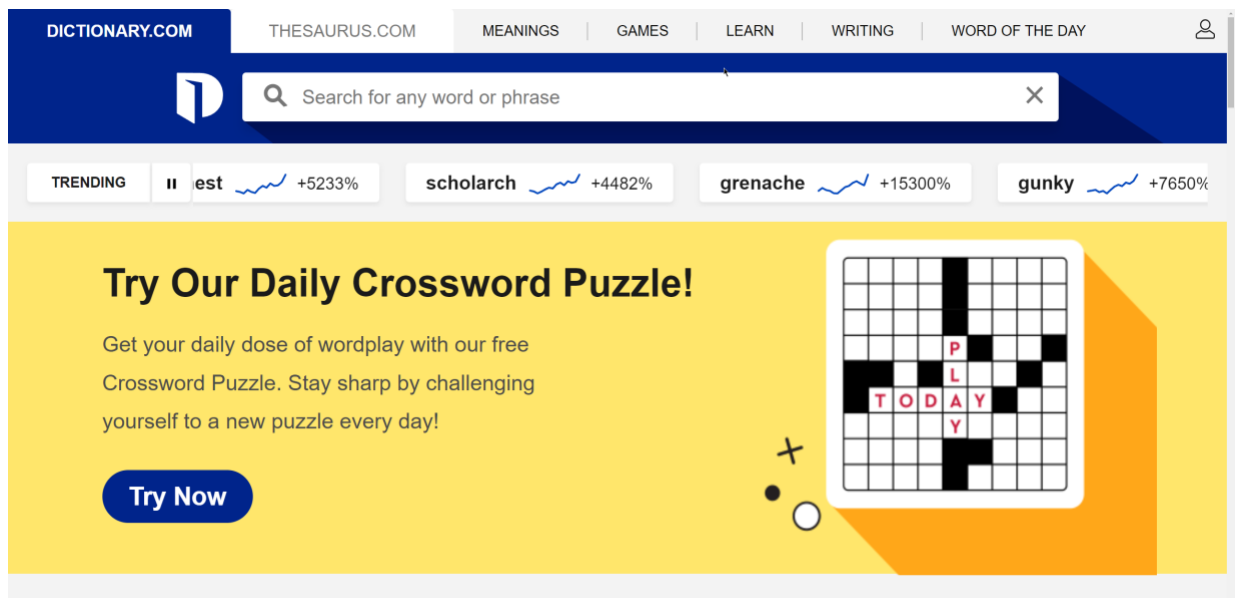 DICTIONARY.COM THESAURUS.COM MEANINGS GAMES LEARN WRITING WORD OF THE DAY
Search for any word or phrase
TRENDING est +5233% scholarch +4482% grenache +15300% gunky +7650%
Try Our Daily Crossword Puzzle!
Get your daily dose of wordplay with our free
Crossword Puzzle. Stay sharp by challenging
yourself to a new puzzle every day!
Try Now
P
L
TODAY
Y